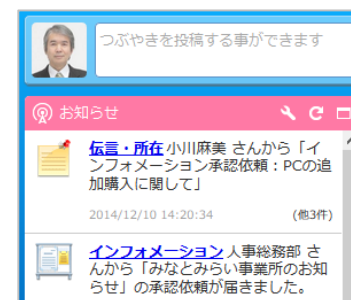 つぶやきを投稿する事ができます
お知らせ
伝言・所在 小川麻美 さんから「イ
ンフォメーション承認依頼：PCの追
加購入に関して」
2014/12/10 14:20:34 (他3件)
インフォメーション 人事総務部 さ
んから「みなとみらい事業所のお知
らせ」の承認依頼が届きました。